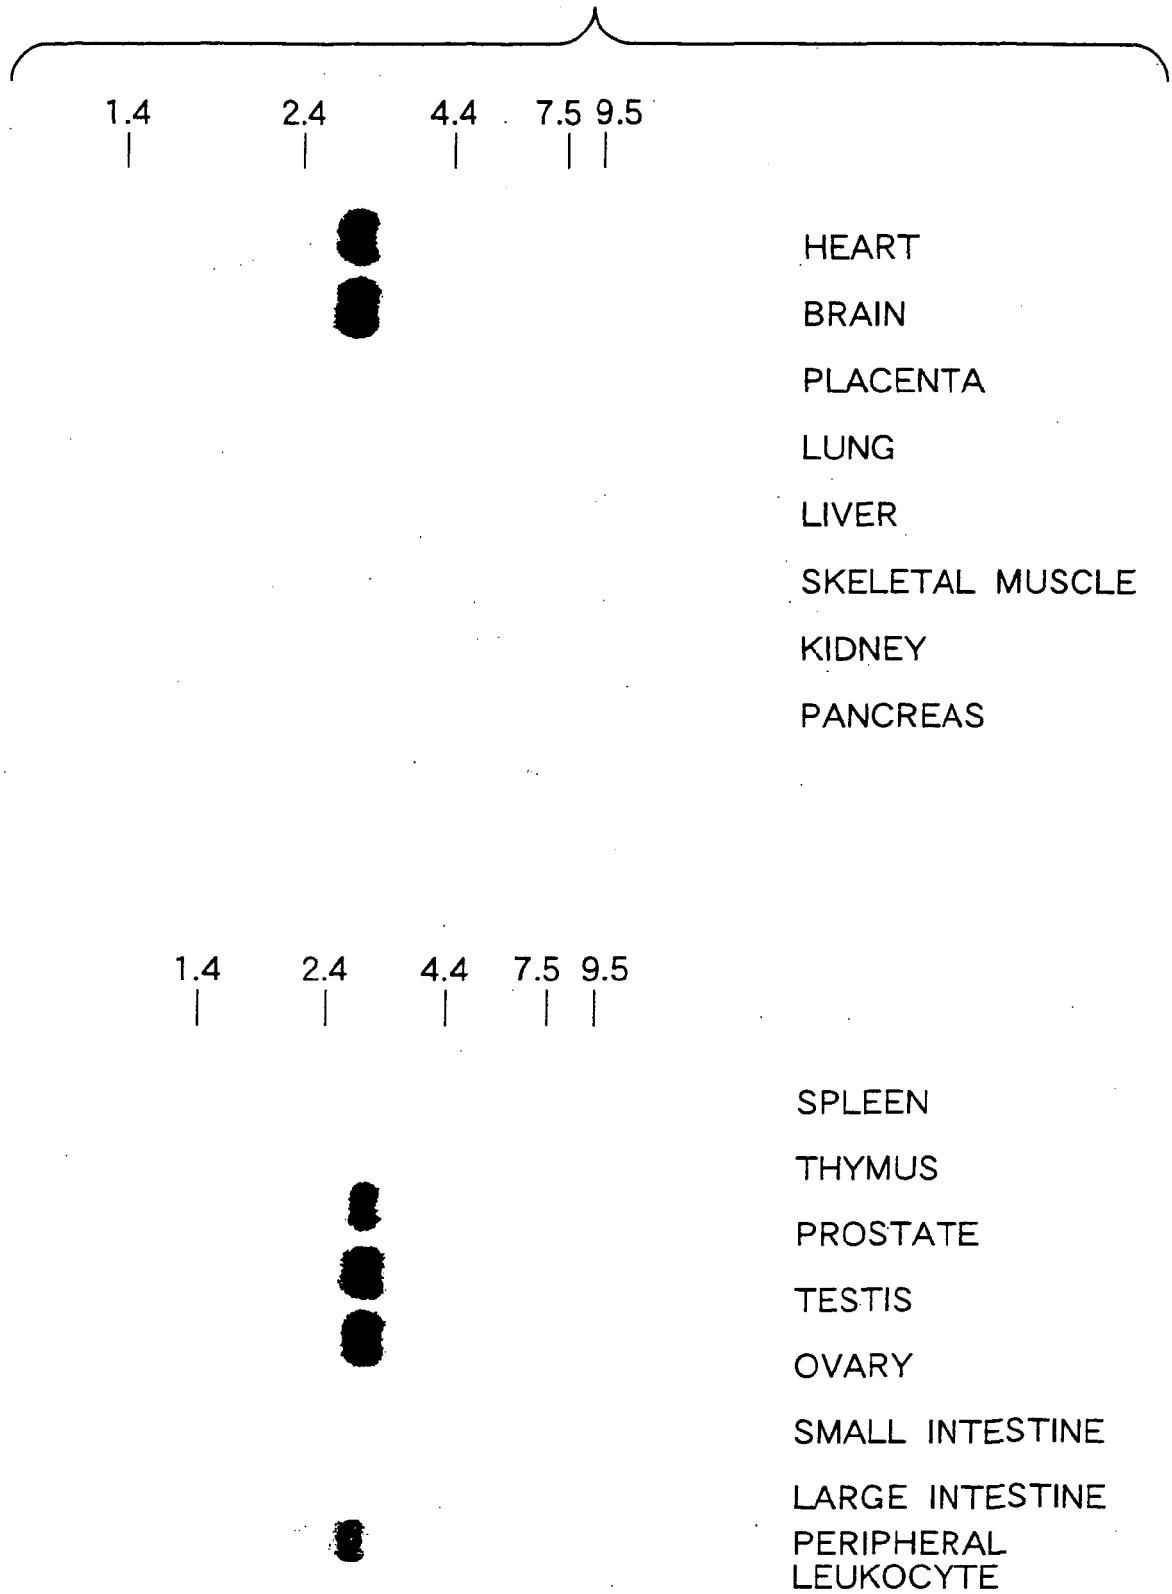 1.4 2.4 4.4 7.5 9.5
HEART
BRAIN
PLACENTA
LUNG
LIVER
SKELETAL MUSCLE
KIDNEY
PANCREAS
1.4 2.4 4.4 7.5 9.5
SPLEEN
THYMUS
PROSTATE
TESTIS
OVARY
SMALL INTESTINE
LARGE INTESTINE
PERIPHERAL
LEUKOCYTE